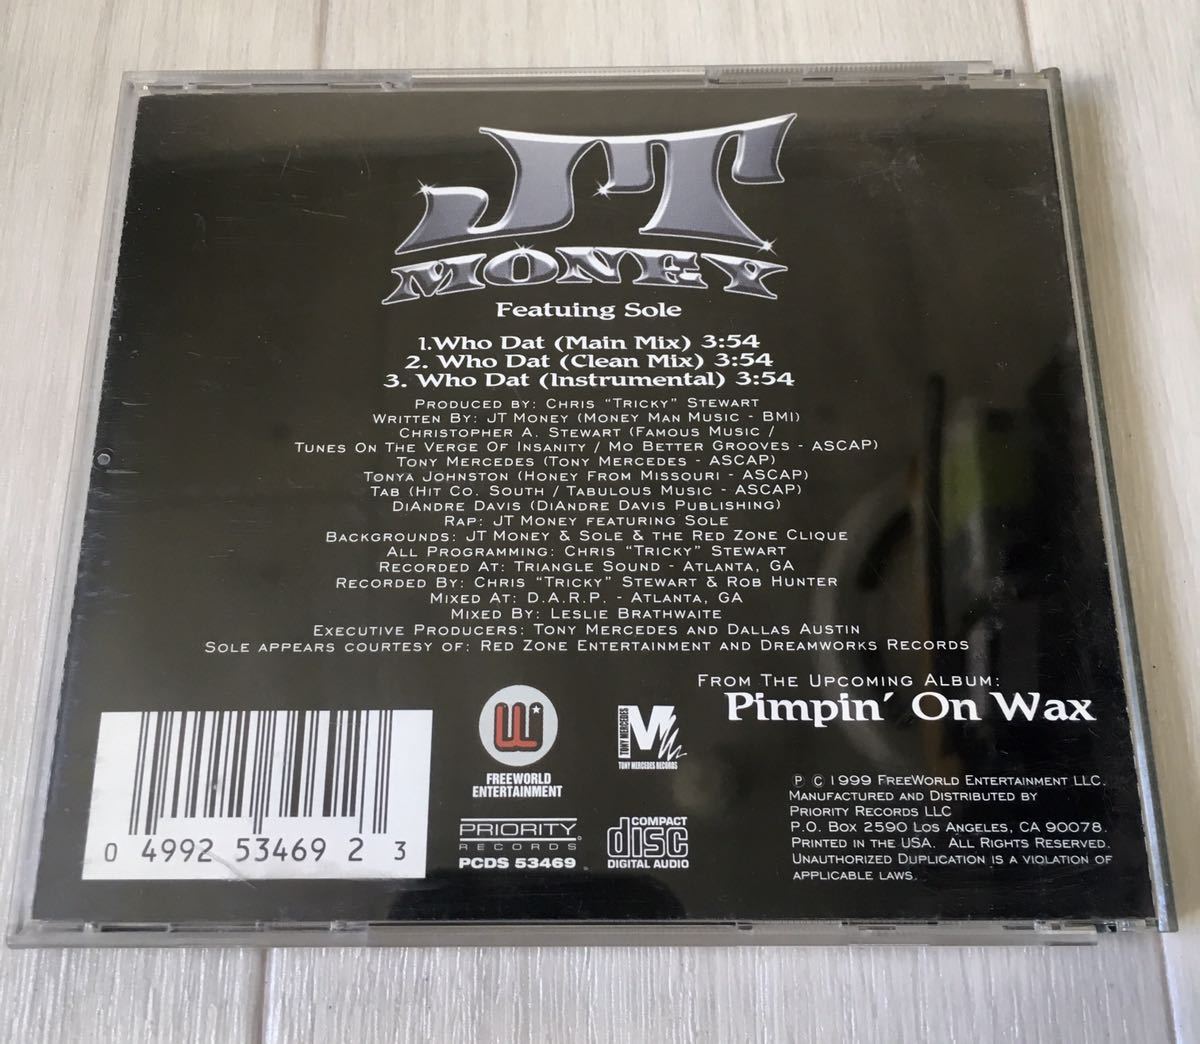 JT
MONEY
Featuing Sole
1.Who Dat (Main Mix) 3:54
2. Who Dat (Clean Mix) 3:54
3. Who Dat (Instrumental) 3:54
PRODUCED BY: CHRIS "TRICKY" STEWART
WRITTEN BY: JT MONEY (MONEY MAN MUSIC - BMI)
CHRISTOPHER A. STEWART (FAMOUS MUSIC /
TUNES ON THE VERGE OF INSANITY / MO BETTER GROOVES - ASCAP)
TONY MERCEDES (TONY MERCEDES - ASCAP)
TONYA JOHNSTON (HONEY FROM MISSOURI - ASCAP)
TAB (HIT CO. SOUTH / TABULOUS MUSIC - ASCAP)
DIANDRE DAVIS (DIANDRE DAVIS PUBLISHING)
RAP: JT MONEY FEATURING SOLE
BACKGROUNDS: JT MONEY & SOLE & THE RED ZONE CLIQUE
ALL PROGRAMMING: CHRIS "TRICKY" STEWART
RECORDED AT: TRIANGLE SOUND - ATLANTA, GA
RECORDED BY: CHRIS "TRICKY" STEWART & ROB HUNTER
MIXED AT: D.A.R.P. - ATLANTA, GA
MIXED BY: LESLIE BRATHWAITE
EXECUTIVE PRODUCERS: TONY MERCEDES AND DALLAS AUSTIN
SOLE APPEARS COURTESY OF: RED ZONE ENTERTAINMENT AND DREAMWORKS RECORDS
FROM THE UPCOMING ALBUM:
Pimpin' On Wax
0 4992 53469 2 3
FREEWORLD
ENTERTAINMENT
TONY MERCEDES
M
TONY MERCEDES RECORDS
PRIORITY
RECORDS
PCDS 53469
COMPACT
disc
DIGITAL AUDIO
℗ © 1999 FREEWORLD ENTERTAINMENT LLC.
MANUFACTURED AND DISTRIBUTED BY
PRIORITY RECORDS LLC
P.O. BOX 2590 LOS ANGELES, CA 90078.
PRINTED IN THE USA. ALL RIGHTS RESERVED.
UNAUTHORIZED DUPLICATION IS A VIOLATION OF
APPLICABLE LAWS.